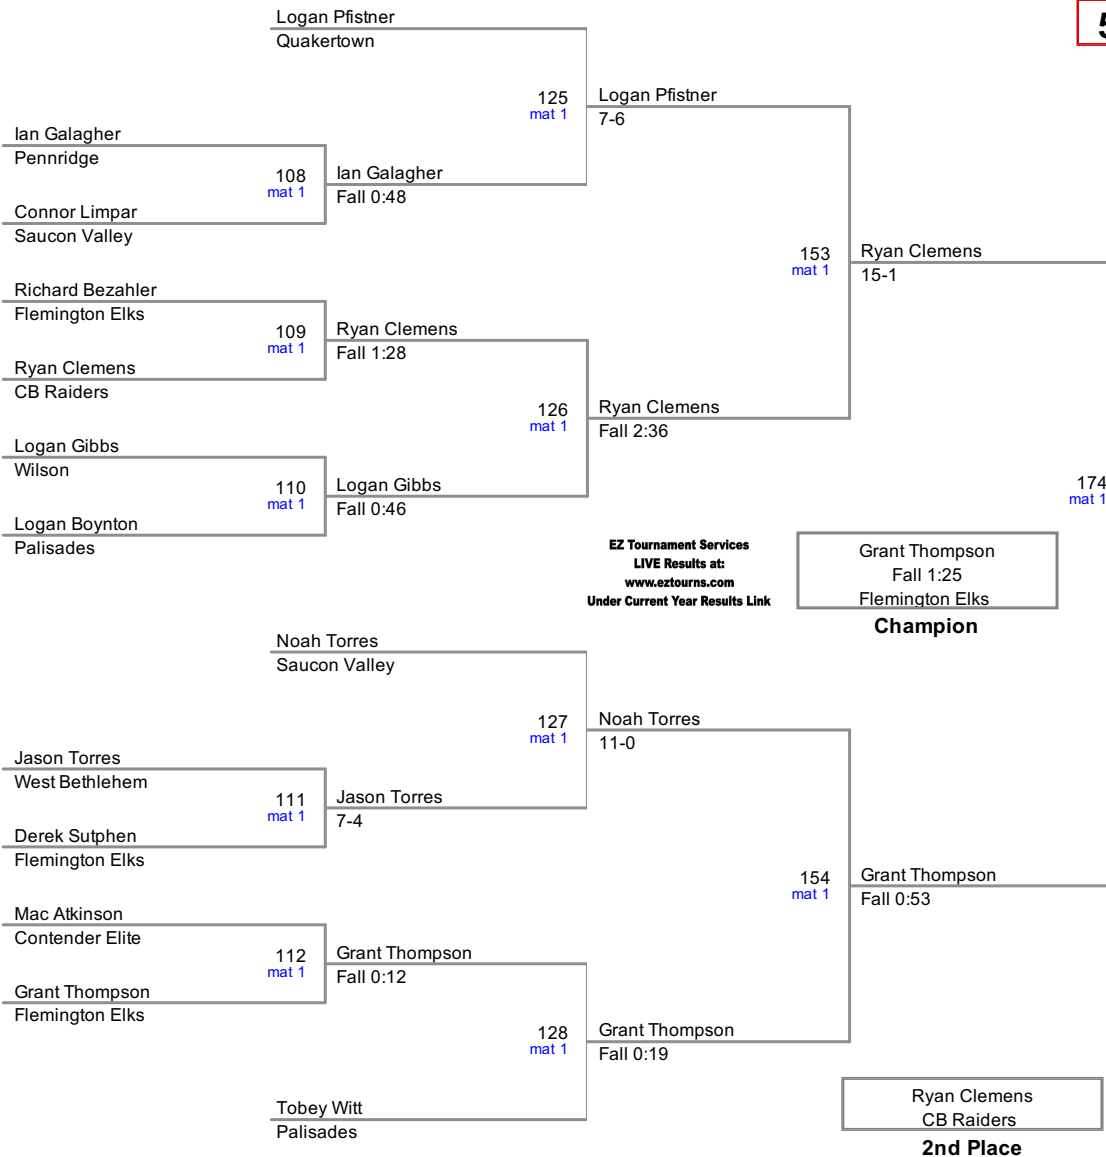 Logan Pfistner
Quakertown
125
mat 1
Logan Pfistner
7-6
Ian Galagher
Pennridge
108
mat 1
Ian Galagher
Fall 0:48
Connor Limpar
Saucon Valley
153
mat 1
Ryan Clemens
15-1
Richard Bezahler
Flemington Elks
109
mat 1
Ryan Clemens
Fall 1:28
Ryan Clemens
CB Raiders
126
mat 1
Ryan Clemens
Fall 2:36
Logan Gibbs
Wilson
110
mat 1
Logan Gibbs
Fall 0:46
Logan Boynton
Palisades
174
mat 1
EZ Tournament Services
LIVE Results at:
www.eztourns.com
Under Current Year Results Link
Grant Thompson
Fall 1:25
Flemington Elks
Champion
Noah Torres
Saucon Valley
127
mat 1
Noah Torres
11-0
Jason Torres
West Bethlehem
111
mat 1
Jason Torres
7-4
Derek Sutphen
Flemington Elks
154
mat 1
Grant Thompson
Fall 0:53
Mac Atkinson
Contender Elite
112
mat 1
Grant Thompson
Fall 0:12
Grant Thompson
Flemington Elks
128
mat 1
Grant Thompson
Fall 0:19
Tobey Witt
Palisades
Ryan Clemens
CB Raiders
2nd Place